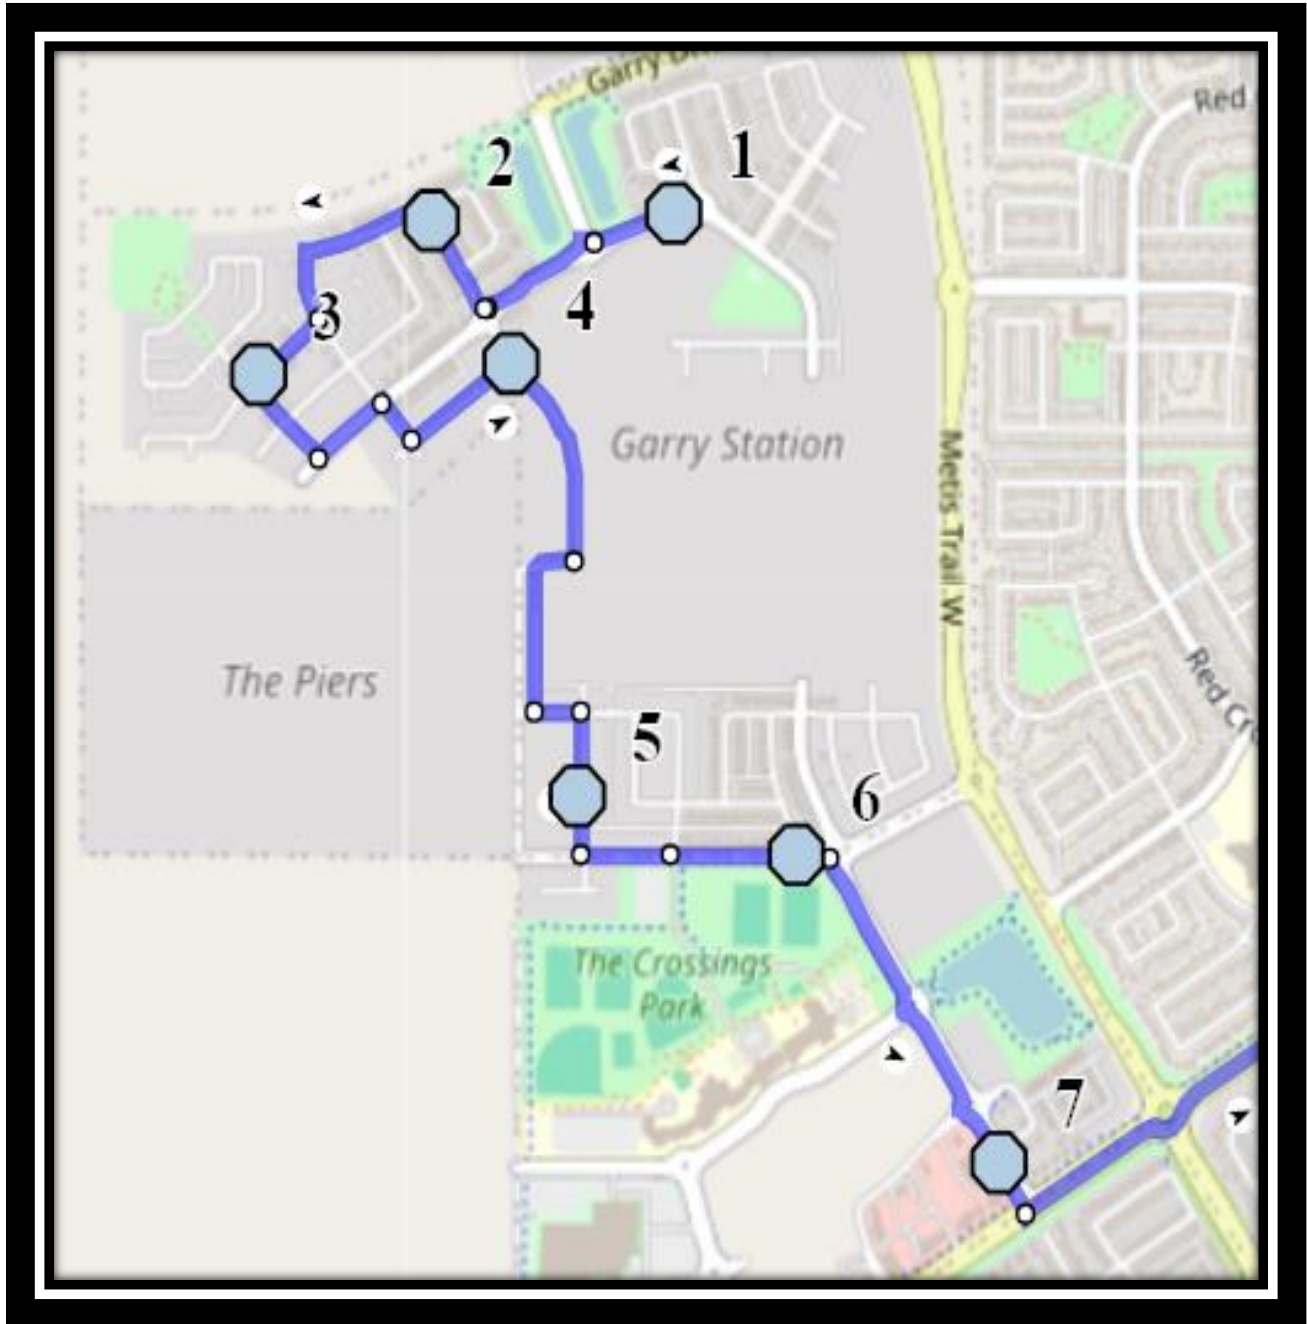 Garry
Red
1
2
3
4
Garry Station
Metis Trail W
The Piers
Red Cr
5
6
The Crossings
Park
7